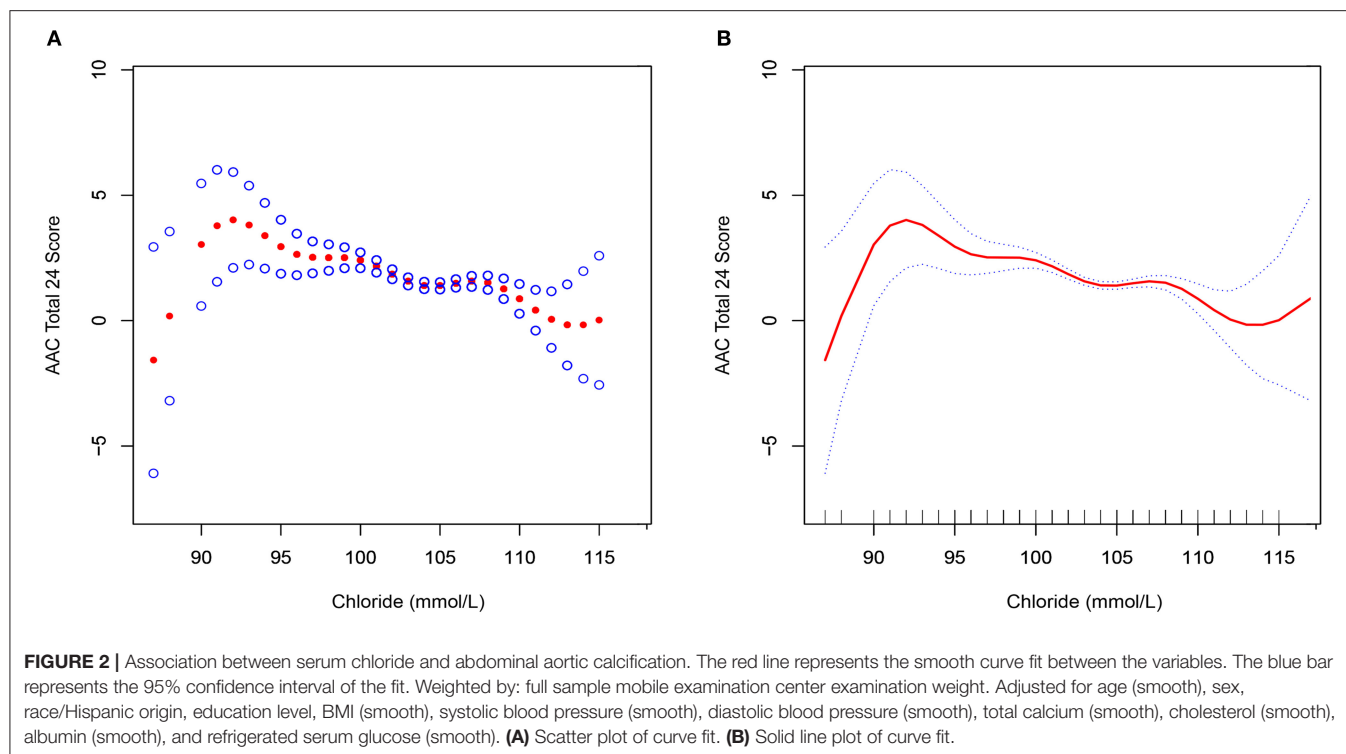 A
B
10
5
0
−5
AAC Total 24 Score
90 95 100 105 110 115
Chloride (mmol/L)
10
5
0
−5
AAC Total 24 Score
90 95 100 105 110 115
Chloride (mmol/L)
FIGURE 2 | Association between serum chloride and abdominal aortic calcification. The red line represents the smooth curve fit between the variables. The blue bar
represents the 95% confidence interval of the fit. Weighted by: full sample mobile examination center examination weight. Adjusted for age (smooth), sex,
race/Hispanic origin, education level, BMI (smooth), systolic blood pressure (smooth), diastolic blood pressure (smooth), total calcium (smooth), cholesterol (smooth),
albumin (smooth), and refrigerated serum glucose (smooth). (A) Scatter plot of curve fit. (B) Solid line plot of curve fit.